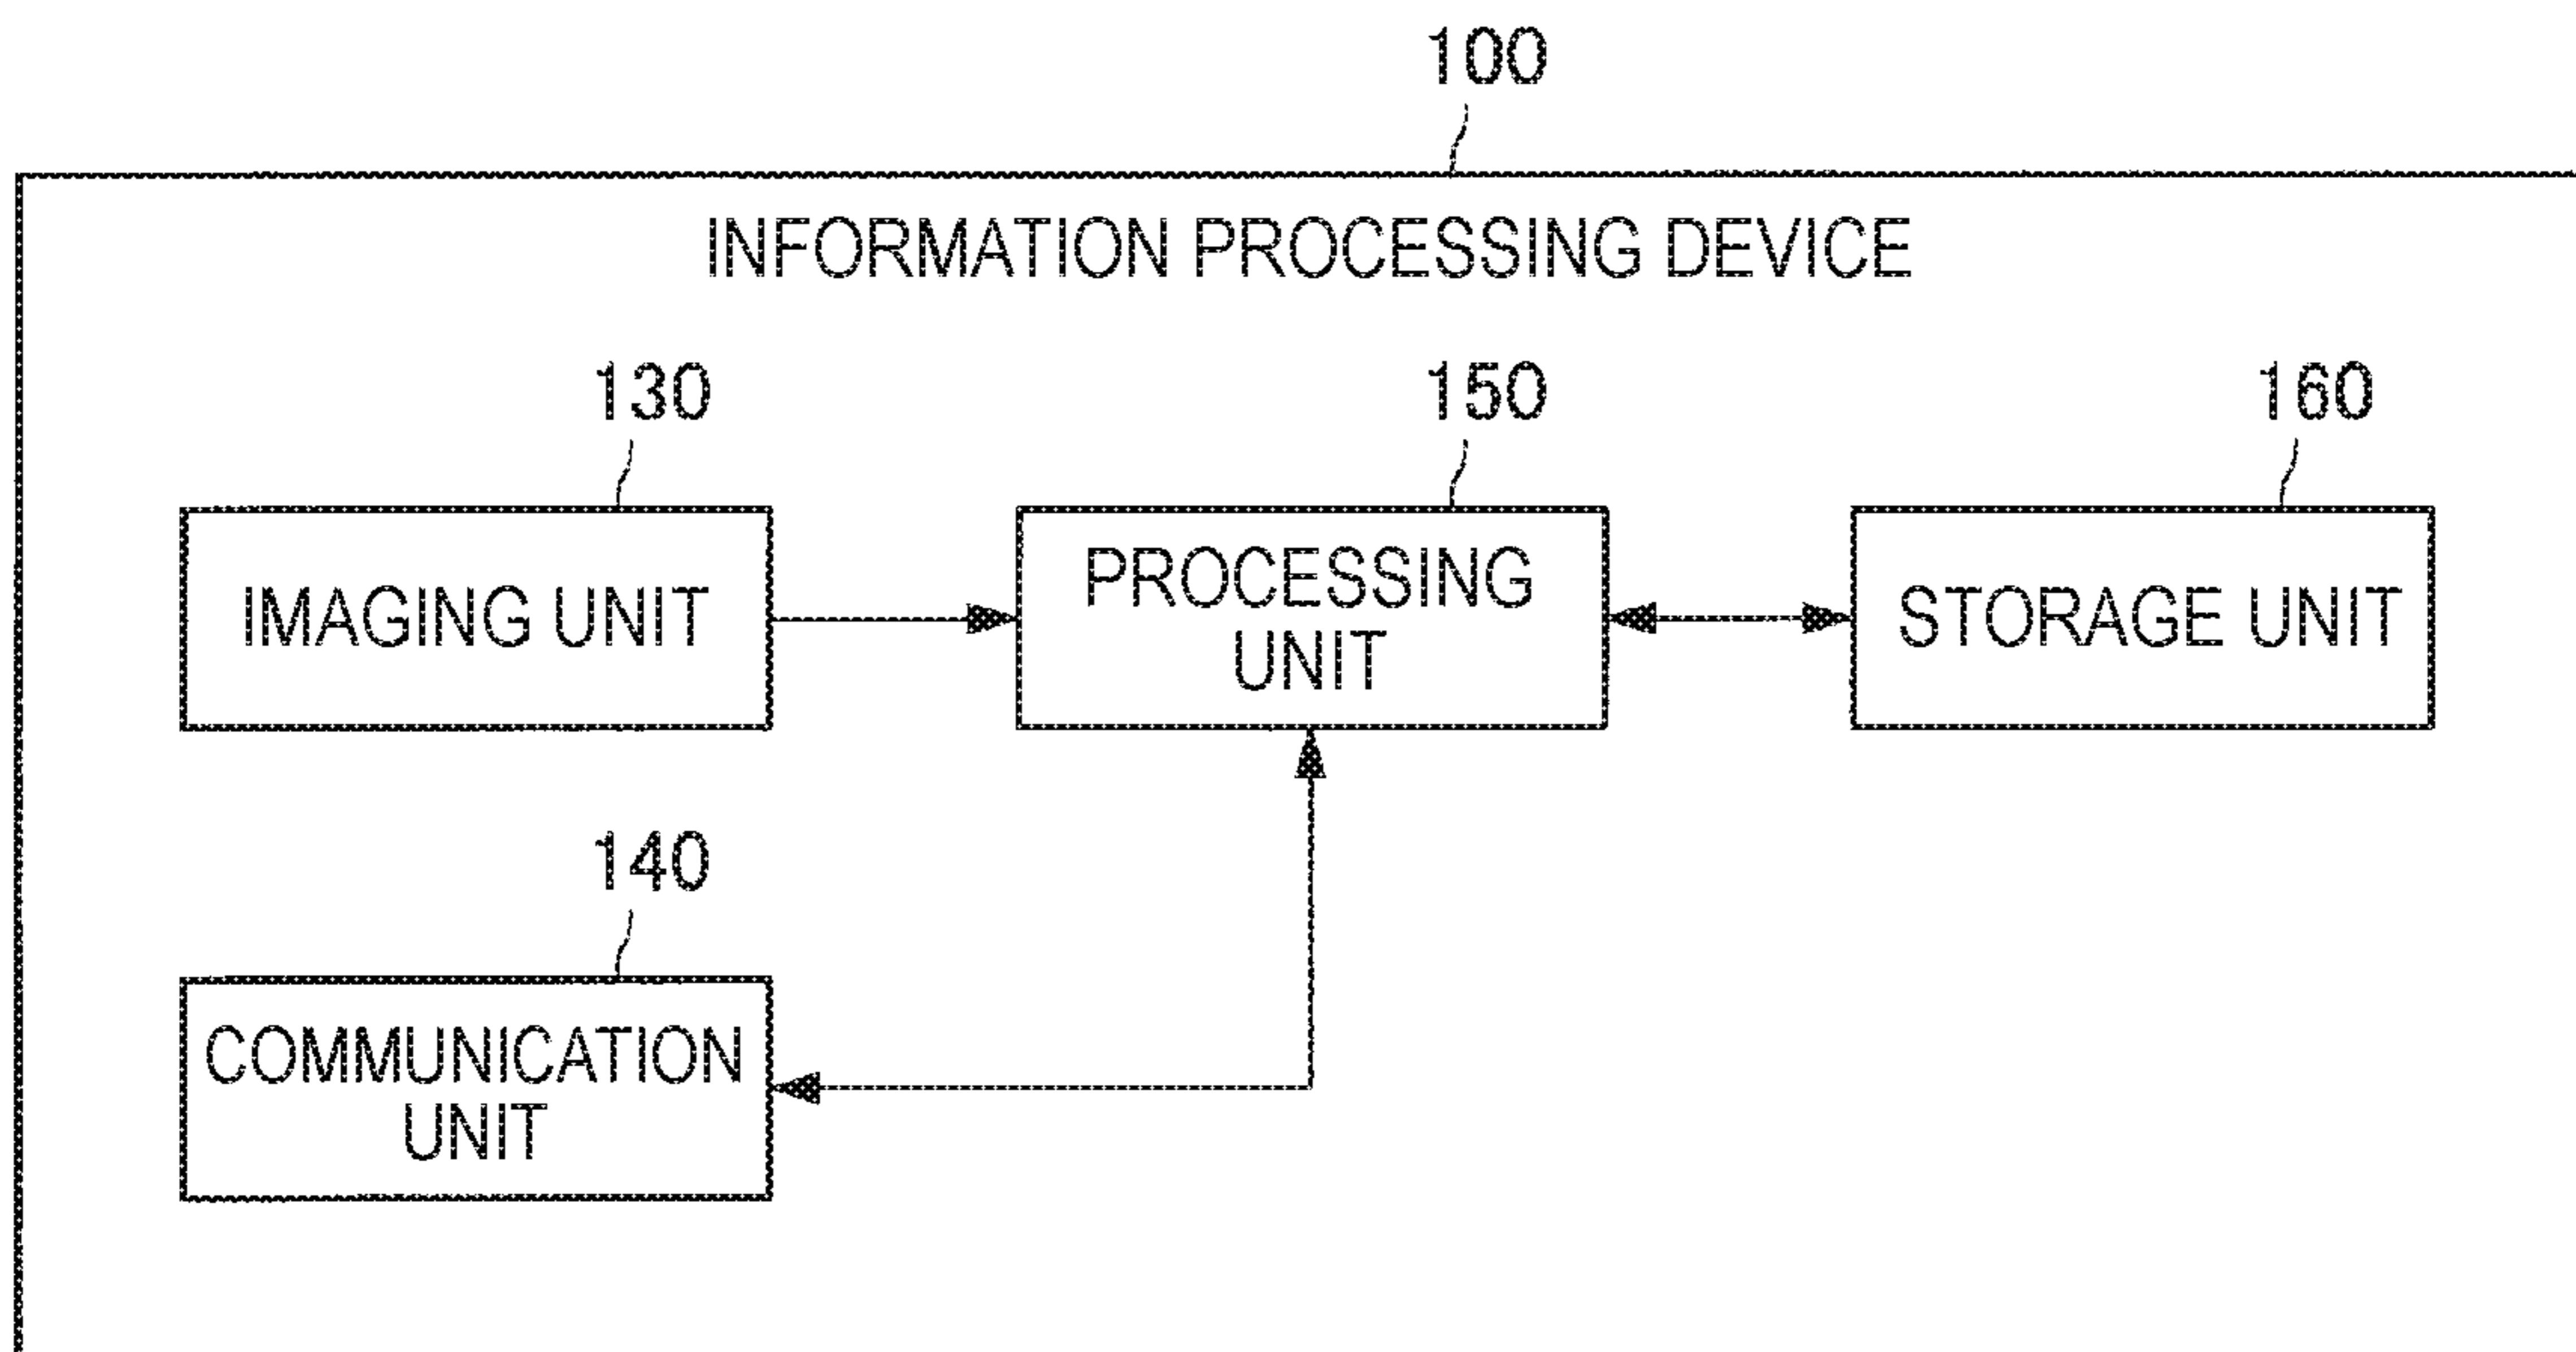 100
INFORMATION PROCESSING DEVICE
130
150
160
IMAGING UNIT
PROCESSING
UNIT
STORAGE UNIT
140
COMMUNICATION
UNIT